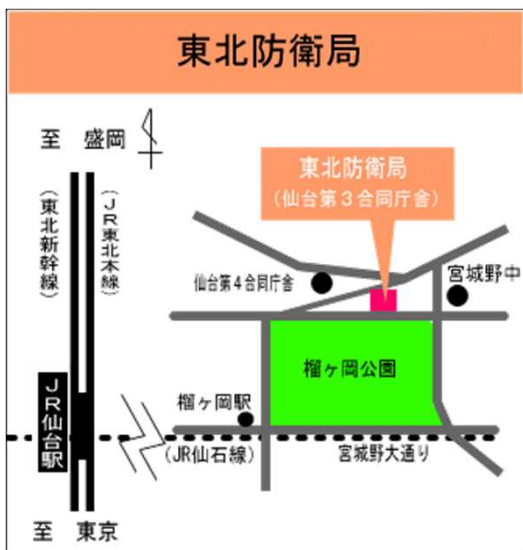 東北防衛局
至 盛岡
(東北新幹線)
(JR東北本線)
東北防衛局
(仙台第3合同庁舎)
仙台第4合同庁舎
宮城野中
榴ヶ岡公園
榴ヶ岡駅
JR仙台駅
(JR仙石線)
宮城野大通り
至 東京